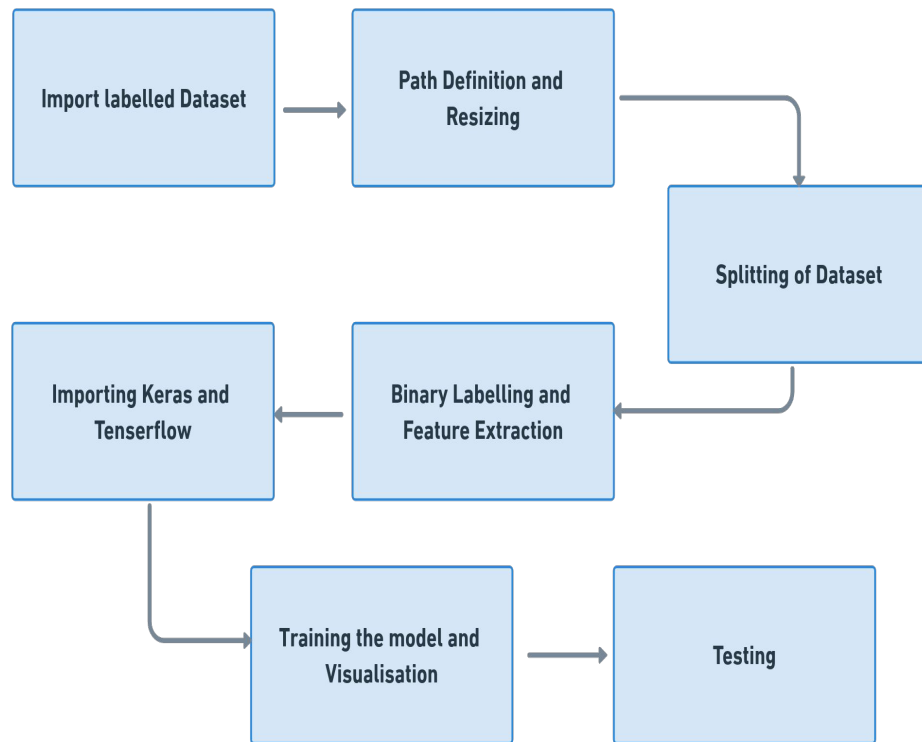 Import labelled Dataset
Path Definition and
Resizing
Splitting of Dataset
Binary Labelling and
Feature Extraction
Importing Keras and
Tenserflow
Training the model and
Visualisation
Testing